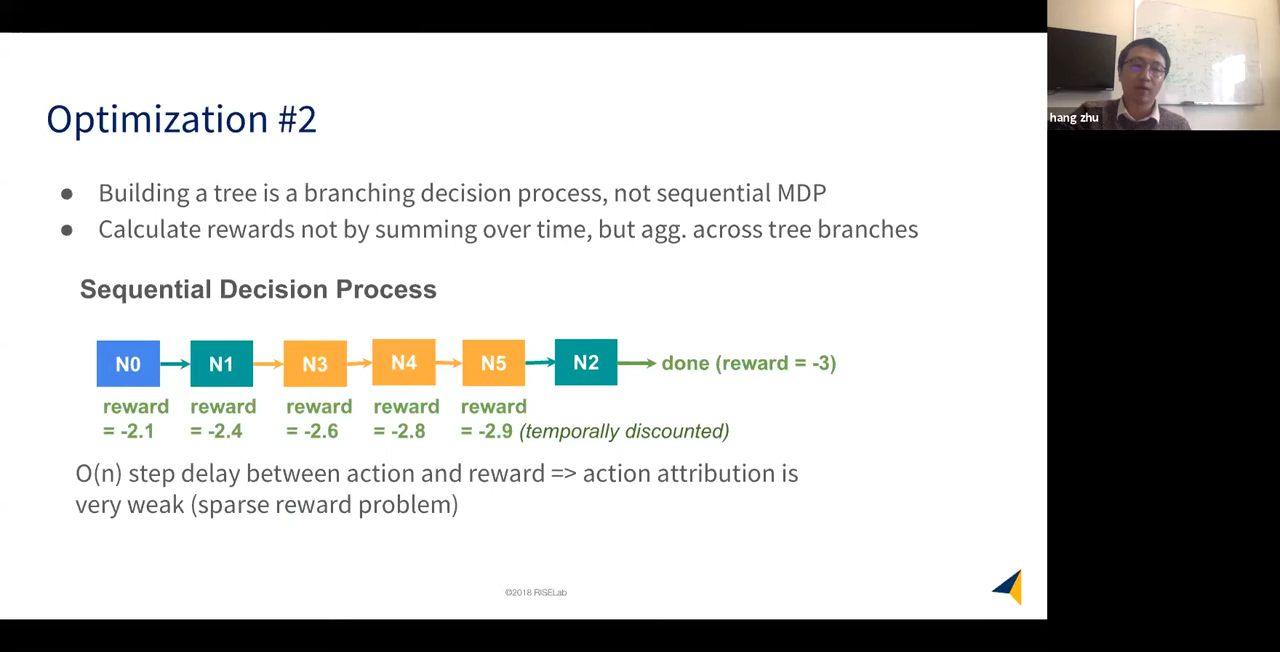 Optimization #2
● Building a tree is a branching decision process, not sequential MDP
● Calculate rewards not by summing over time, but agg. across tree branches
Sequential Decision Process
N0 N1 N3 N4 N5 N2 done (reward = -3)
reward reward reward reward reward
= -2.1 = -2.4 = -2.6 = -2.8 = -2.9 (temporally discounted)
O(n) step delay between action and reward => action attribution is
very weak (sparse reward problem)
©2018 RISELab
hang zhu